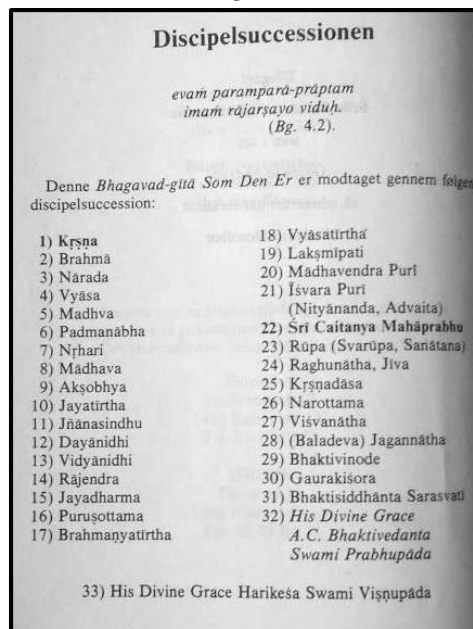 Discipelsuccessionen
evaṁ paramparā-prāptam
imaṁ rājarṣayo viduḥ.
(Bg. 4.2).
Denne Bhagavad-gītā Som Den Er er modtaget gennem følgen
discipelsuccession:
1) Kṛṣṇa
2) Brahmā
3) Nārada
4) Vyāsa
5) Madhva
6) Padmanābha
7) Nṛhari
8) Mādhava
9) Akṣobhya
10) Jayatīrtha
11) Jñānasindhu
12) Dayānidhi
13) Vidyānidhi
14) Rājendra
15) Jayadharma
16) Puruṣottama
17) Brahmaṇyatīrtha
18) Vyāsatīrtha
19) Lakṣmīpati
20) Mādhavendra Purī
21) Īśvara Purī
(Nityānanda, Advaita)
22) Śrī Caitanya Mahāprabhu
23) Rūpa (Svarūpa, Sanātana)
24) Raghunātha, Jīva
25) Kṛṣṇadāsa
26) Narottama
27) Viśvanātha
28) (Baladeva) Jagannātha
29) Bhaktivinode
30) Gaurakiśora
31) Bhaktisiddhānta Sarasvatī
32) His Divine Grace
A.C. Bhaktivedanta
Swami Prabhupāda
33) His Divine Grace Harikeśa Swami Viṣṇupāda